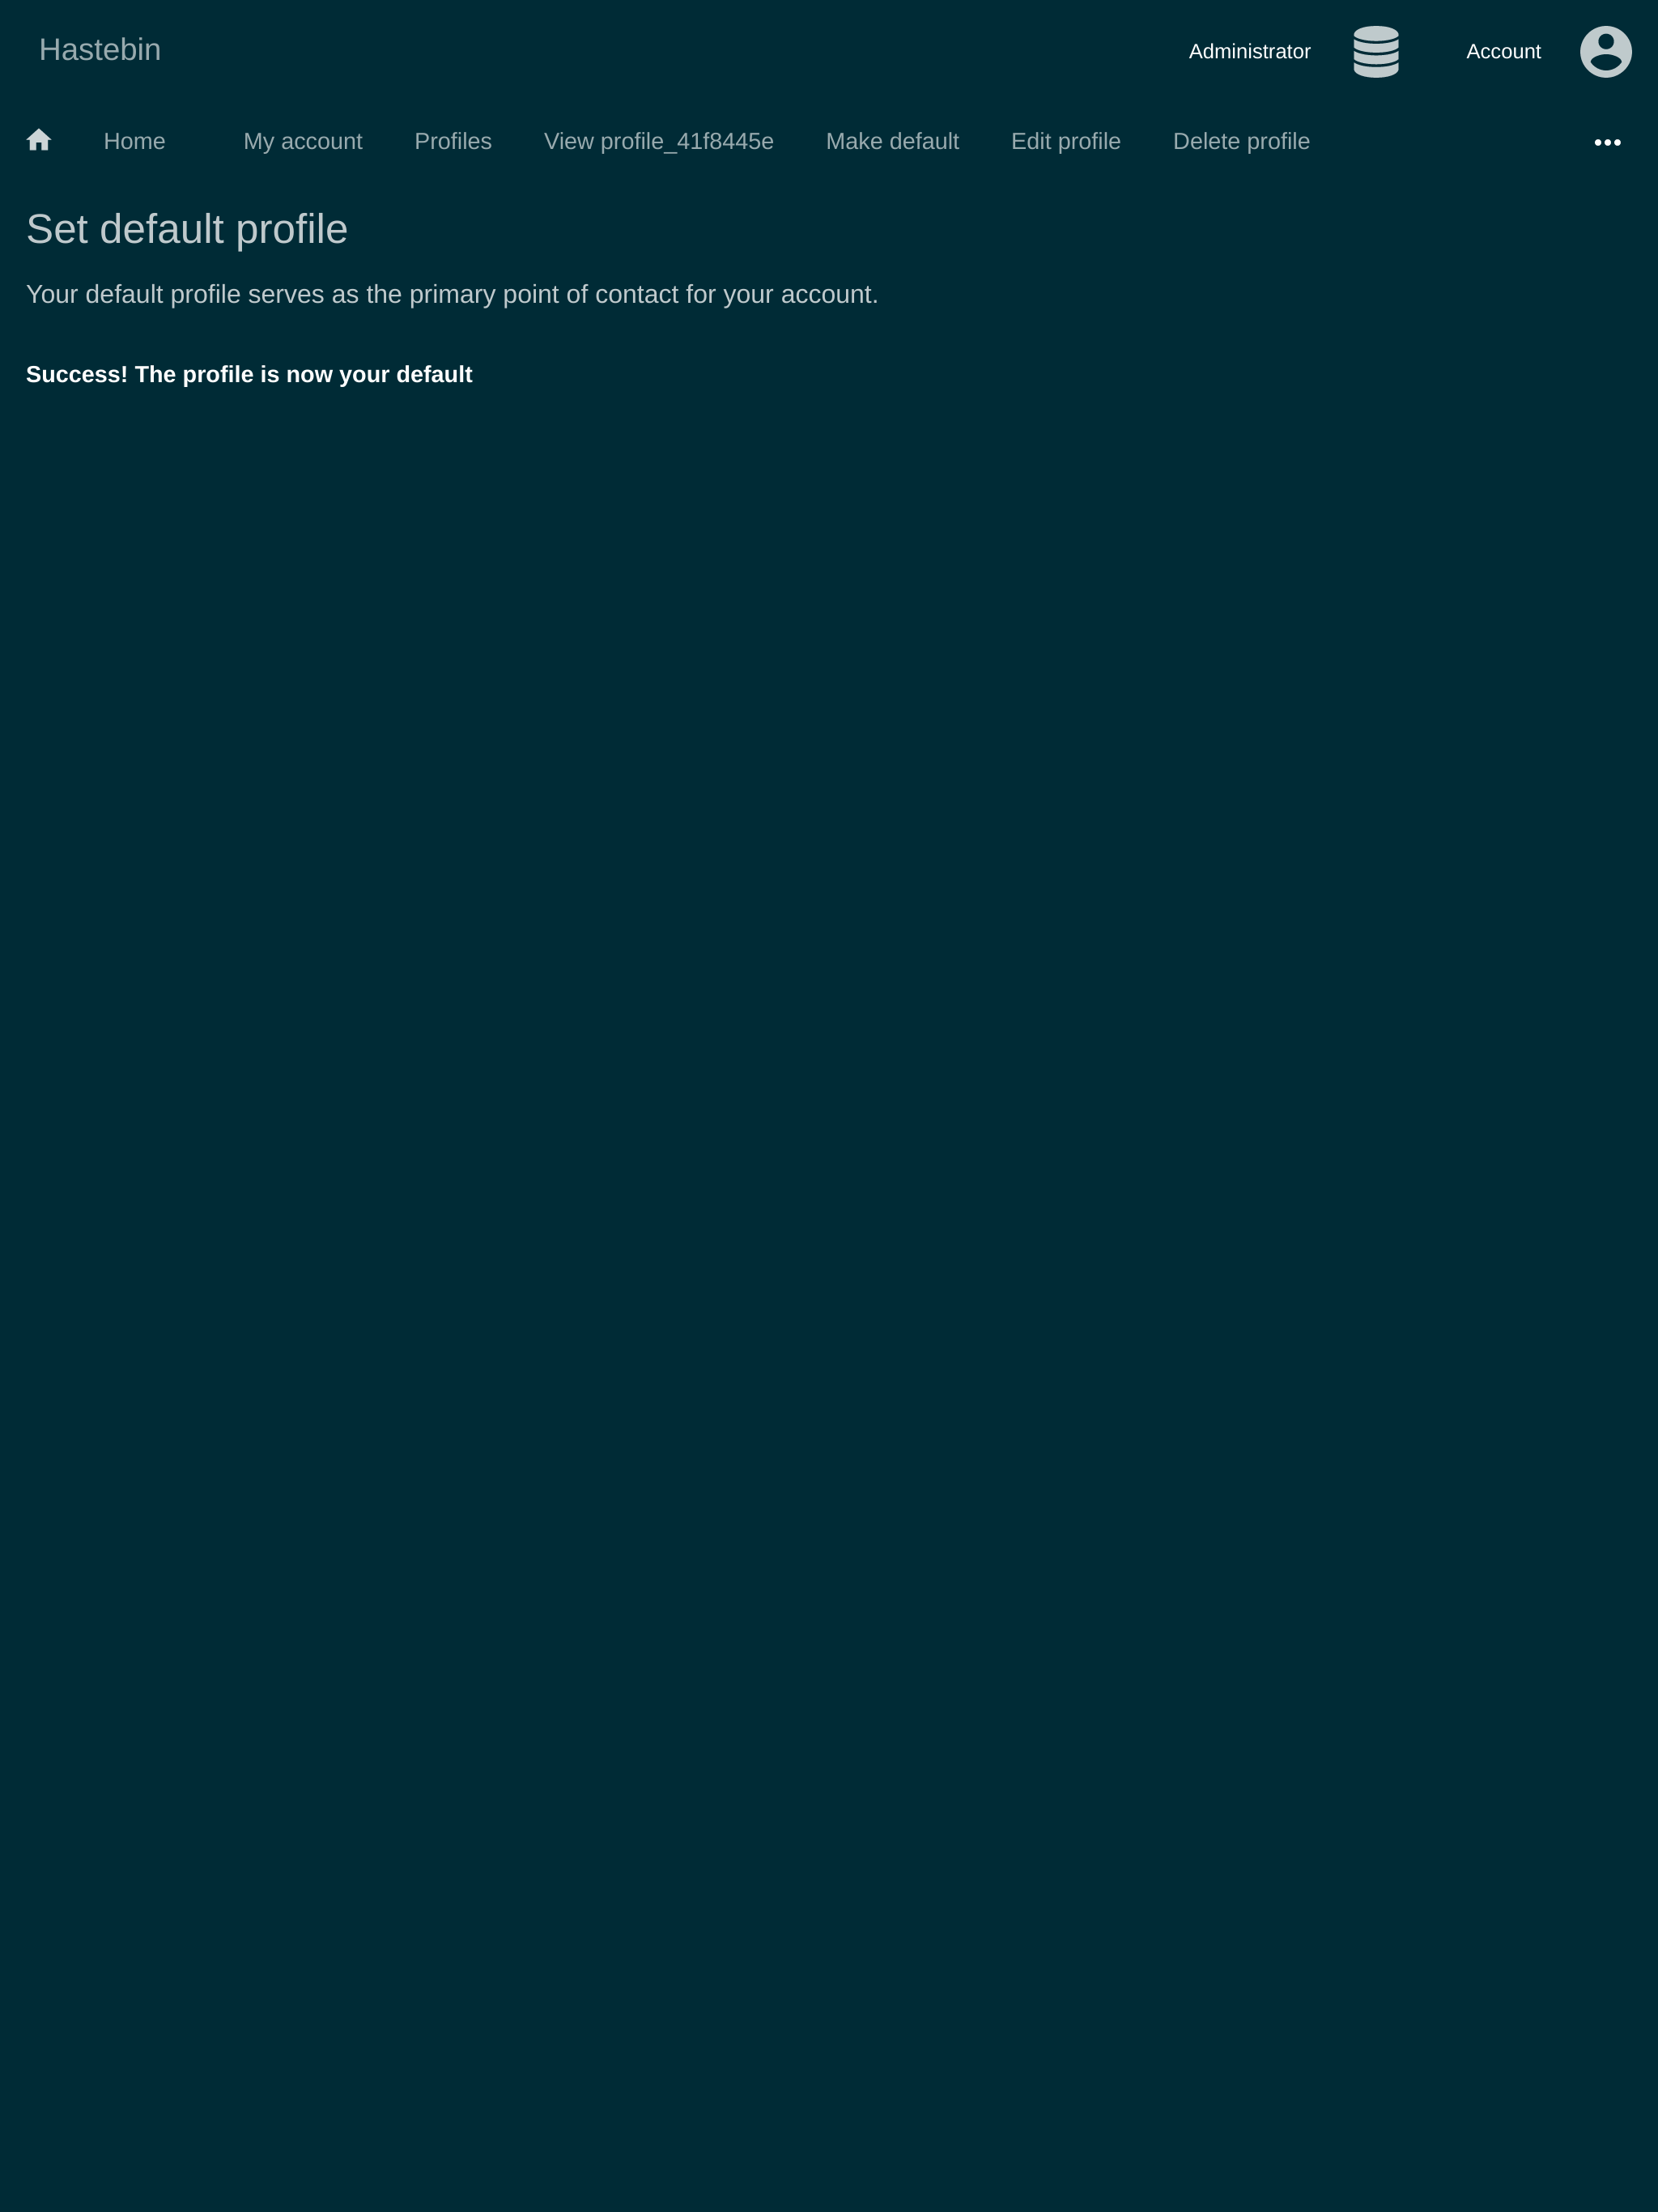 Hastebin
Administrator
Account
Home
My account
Profiles
View profile_41f8445e
Make default
Edit profile
Delete profile
Set default profile
Your default profile serves as the primary point of contact for your account.
Success! The profile is now your default